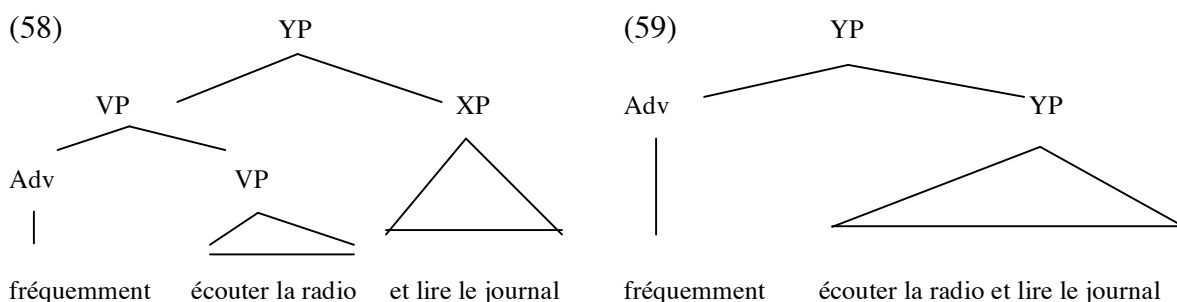 (58) YP (59) YP
VP XP Adv YP
Adv VP
fréquemment écouter la radio et lire le journal fréquemment écouter la radio et lire le journal